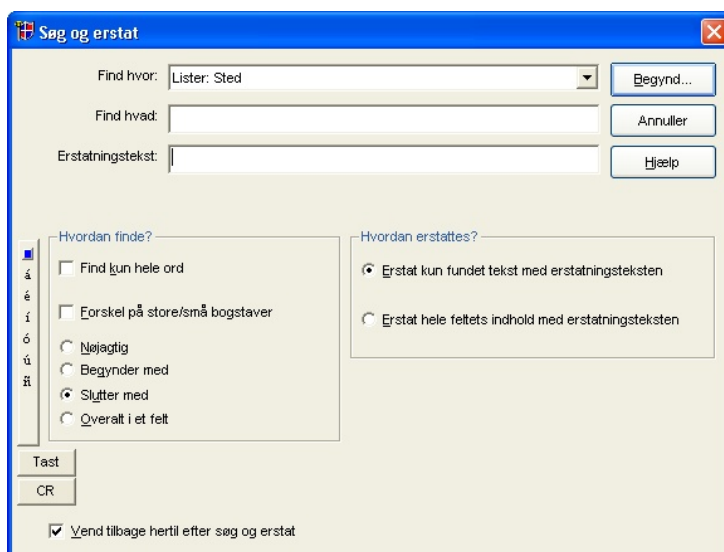 Søg og erstat
Find hvor: Lister: Sted
Begynd...
Find hvad:
Annuller
Erstatningstekst:
Hjælp
Hvordan finde?
Find kun hele ord
Forskel på store/små bogstaver
Nøjagtig
Begynder med
Slutter med
Overalt i et felt
Hvordan erstattes?
Erstat kun fundet tekst med erstatningsteksten
Erstat hele feltets indhold med erstatningsteksten
á
é
í
ó
ú
ñ
Tast
CR
Vend tilbage hertil efter søg og erstat